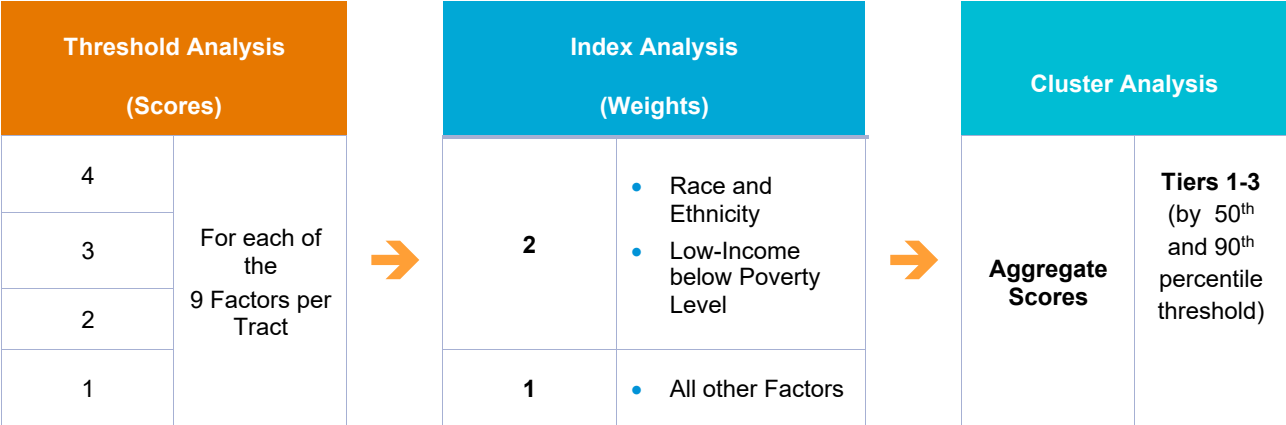 Threshold Analysis
(Scores)
4
3
2
1
For each of
the
9 Factors per
Tract
Index Analysis
(Weights)
2
• Race and
Ethnicity
• Low-Income
below Poverty
Level
1
• All other Factors
Cluster Analysis
Aggregate
Scores
Tiers 1-3
(by 50th
and 90th
percentile
threshold)